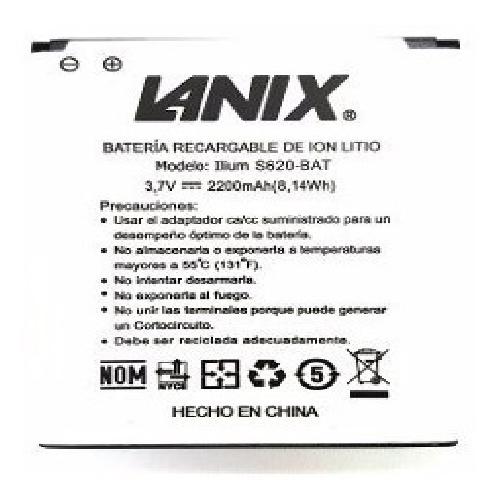 LANIX®
BATERÍA RECARGABLE DE ION LITIO
Modelo: Ilium S620-BAT
3,7V 2200mAh(8,14Wh)
Precauciones:
• Usar el adaptador ca/cc suministrado para un
desempeño óptimo de la batería.
• No almacenarla o exponerla a temperaturas
mayores a 55°C (131°F).
• No intentar desarmarla.
• No exponerla al fuego.
• No unir las terminales porque puede generar
un Cortocircuito.
• Debe ser reciclada adecuadamente.
NOM NYCE 5
HECHO EN CHINA